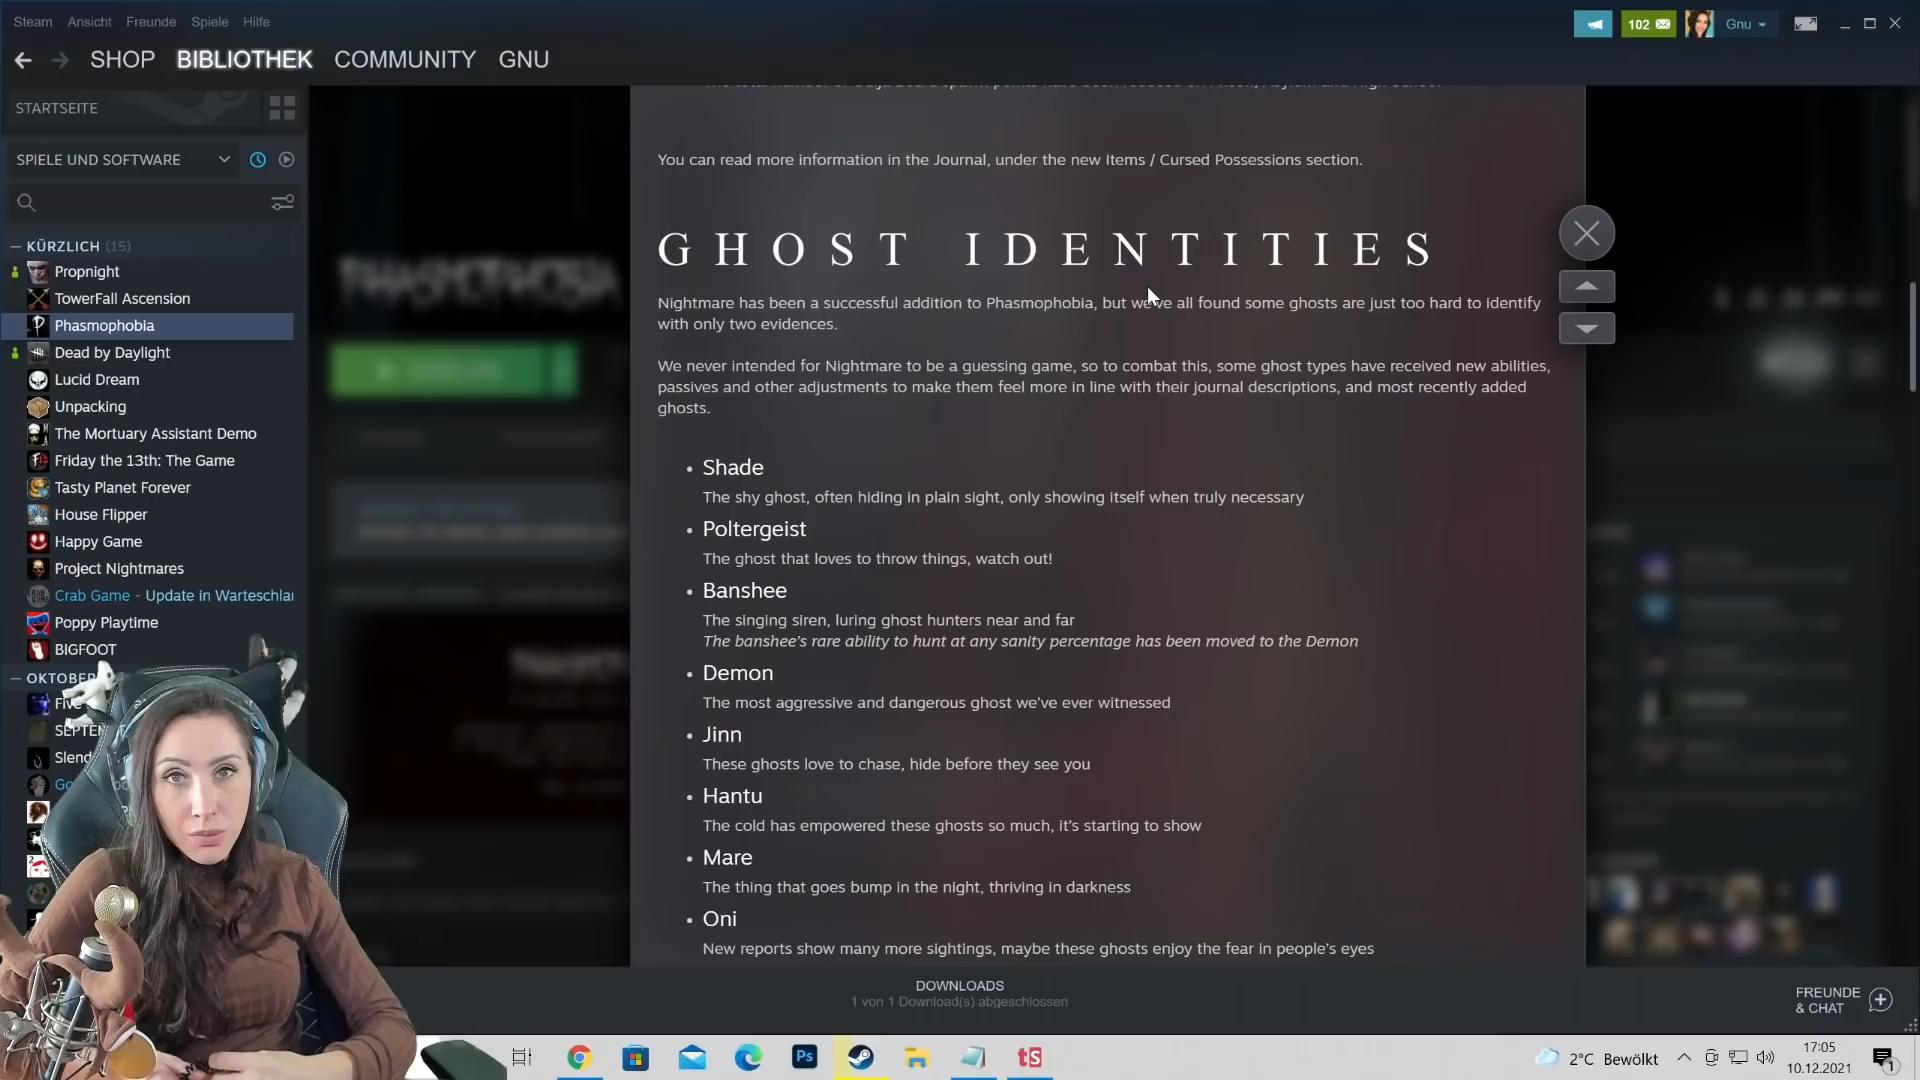 Steam Ansicht Freunde Spiele Hilfe
102
Gnu
SHOP BIBLIOTHEK COMMUNITY GNU
STARTSEITE
SPIELE UND SOFTWARE
KÜRZLICH (15)
Propnight
TowerFall Ascension
Phasmophobia
Dead by Daylight
Lucid Dream
Unpacking
The Mortuary Assistant Demo
Friday the 13th: The Game
Tasty Planet Forever
House Flipper
Happy Game
Project Nightmares
Crab Game - Update in Warteschlan
Poppy Playtime
BIGFOOT
OKTOBER
You can read more information in the Journal, under the new Items / Cursed Possessions section.
GHOST IDENTITIES
Nightmare has been a successful addition to Phasmophobia, but we've all found some ghosts are just too hard to identify
with only two evidences.
We never intended for Nightmare to be a guessing game, so to combat this, some ghost types have received new abilities,
passives and other adjustments to make them feel more in line with their journal descriptions, and most recently added
ghosts.
Shade
The shy ghost, often hiding in plain sight, only showing itself when truly necessary
Poltergeist
The ghost that loves to throw things, watch out!
Banshee
The singing siren, luring ghost hunters near and far
The banshee's rare ability to hunt at any sanity percentage has been moved to the Demon
Demon
The most aggressive and dangerous ghost we've ever witnessed
Jinn
These ghosts love to chase, hide before they see you
Hantu
The cold has empowered these ghosts so much, it's starting to show
Mare
The thing that goes bump in the night, thriving in darkness
Oni
New reports show many more sightings, maybe these ghosts enjoy the fear in people's eyes
DOWNLOADS
1 von 1 Download(s) abgeschlossen
FREUNDE
& CHAT
Ps
tS
2°C Bewölkt
17:05
10.12.2021
1